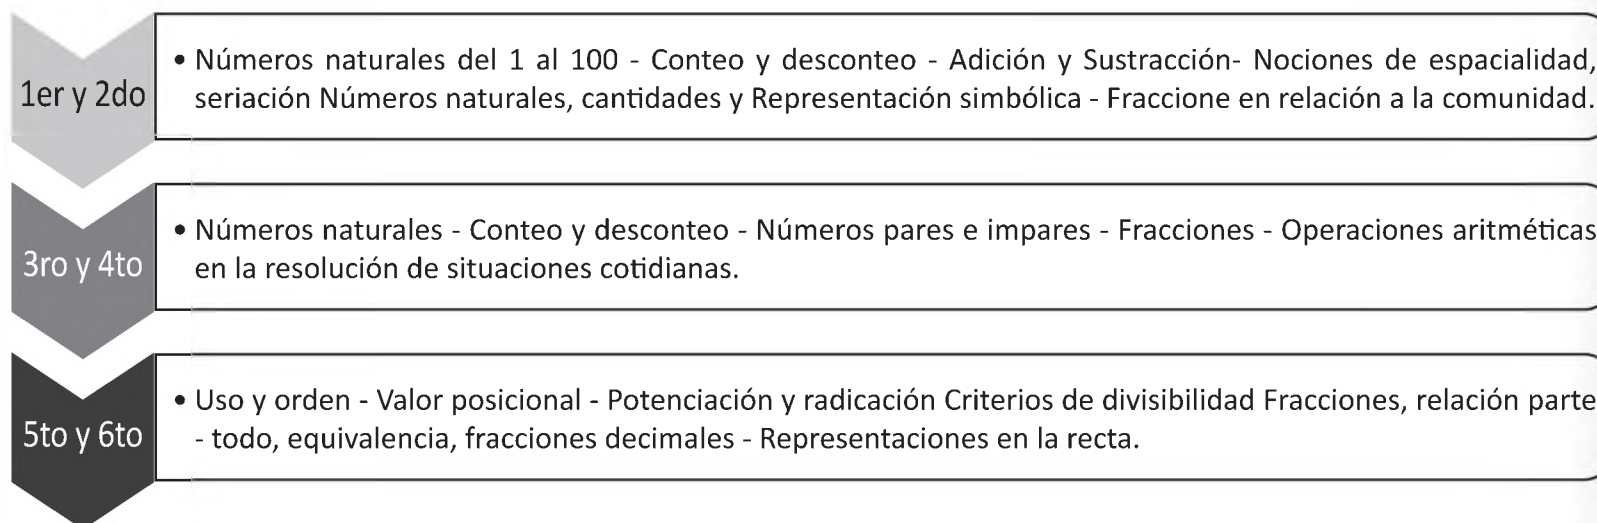 1er y 2do
• Números naturales del 1 al 100 - Conteo y desconteo - Adición y Sustracción- Nociones de espacialidad,
seriación Números naturales, cantidades y Representación simbólica - Fraccione en relación a la comunidad.
3ro y 4to
• Números naturales - Conteo y desconteo - Números pares e impares - Fracciones - Operaciones aritméticas
en la resolución de situaciones cotidianas.
5to y 6to
• Uso y orden - Valor posicional - Potenciación y radicación Criterios de divisibilidad Fracciones, relación parte
- todo, equivalencia, fracciones decimales - Representaciones en la recta.